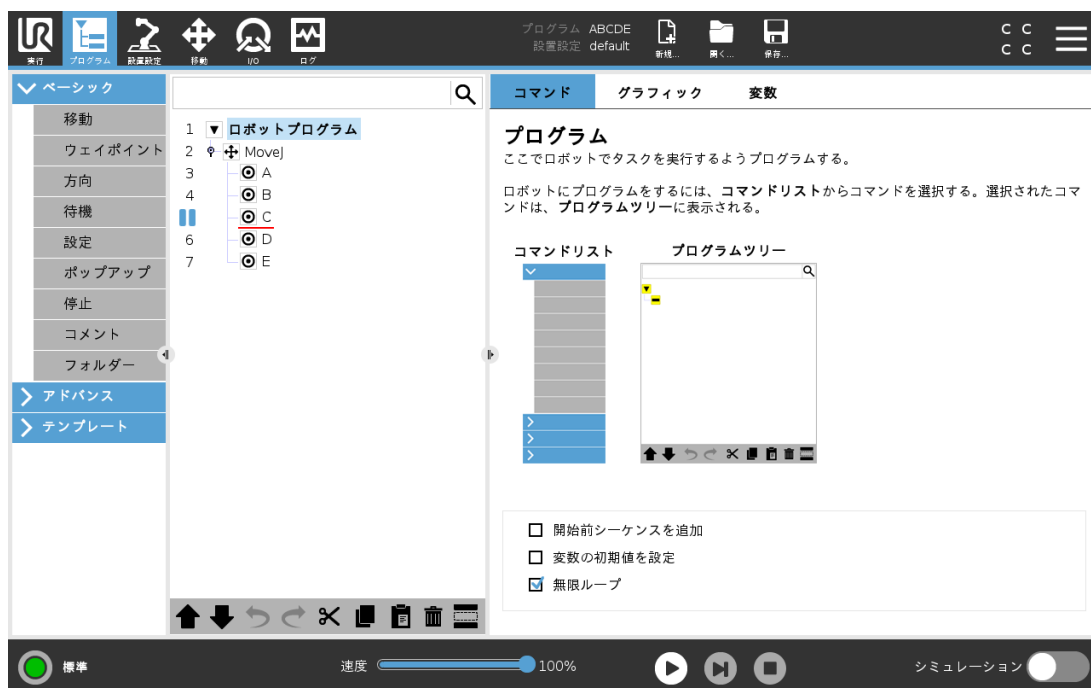 UR
実行
プログラム
設置設定
移動
I/O
ログ
プログラム ABCDE
設置設定 default
新規...
開く...
保存...
C C
C C
ベーシック
移動
ウェイポイント
方向
待機
設定
ポップアップ
停止
コメント
フォルダー
アドバンス
テンプレート
1 ロボットプログラム
2 MoveJ
3 A
4 B
C
6 D
7 E
コマンド グラフィック 変数
プログラム
ここでロボットでタスクを実行するようプログラムする。
ロボットにプログラムをするには、コマンドリストからコマンドを選択する。選択されたコマ
ンドは、プログラムツリーに表示される。
コマンドリスト プログラムツリー
開始前シーケンスを追加
変数の初期値を設定
無限ループ
標準
速度 100%
シミュレーション